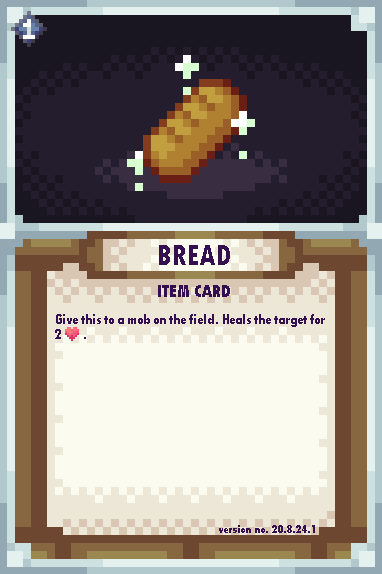 1
BREAD
ITEM CARD
Give this to a mob on the field. Heals the target for
2 .
version no. 20.8.24.1